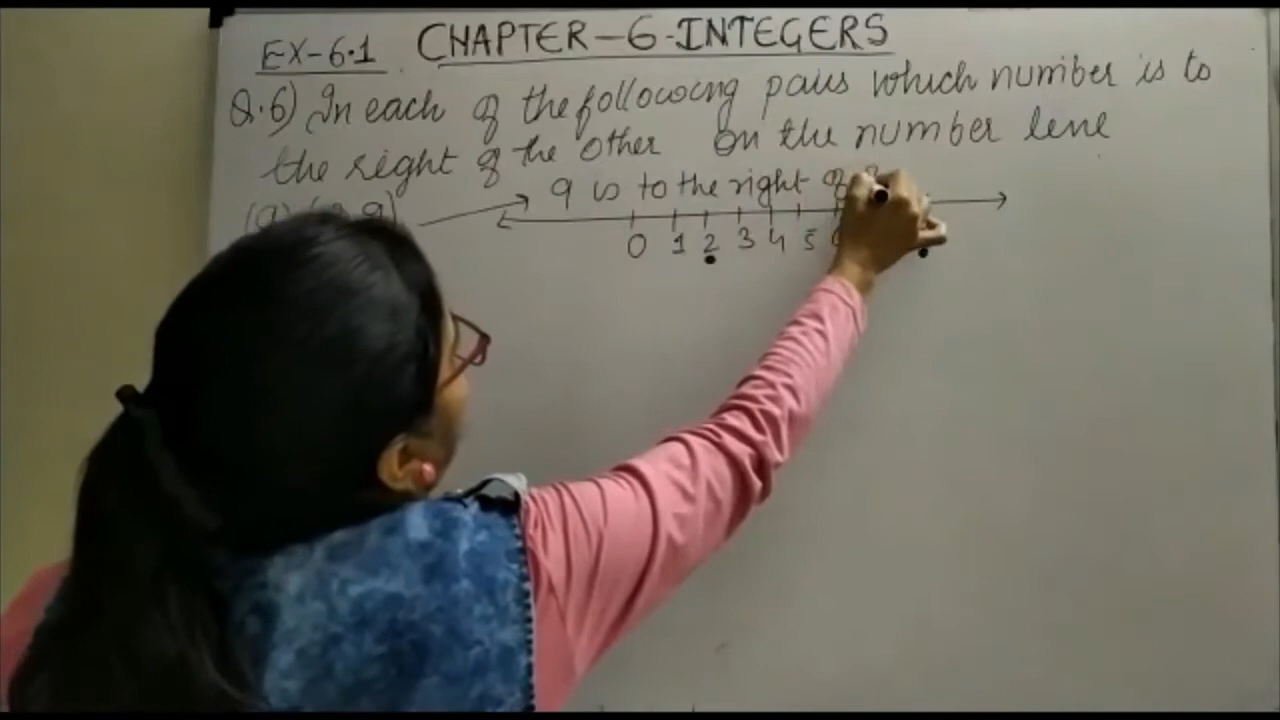 EX-6.1 CHAPTER-6-INTEGERS
Q.6) In each of the following pairs which number is to
the right of the other on the number line
9 is to the right of
(a)
0 1 2 3 4 5